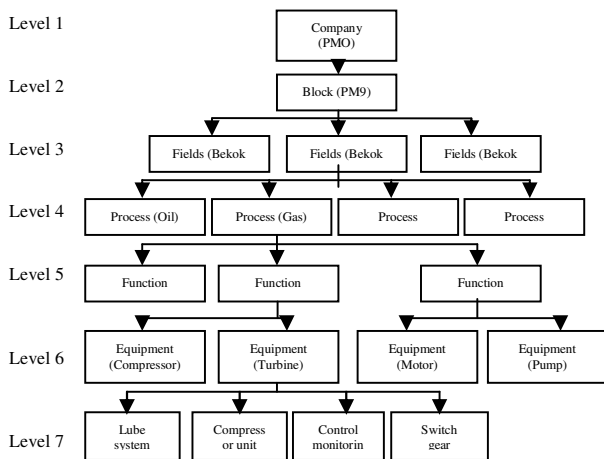 Level 1
Company
(PMO)
Level 2
Block (PM9)
Level 3
Fields (Bekok
Fields (Bekok
Fields (Bekok
Level 4
Process (Oil)
Process (Gas)
Process
Process
Level 5
Function
Function
Function
Level 6
Equipment
(Compressor)
Equipment
(Turbine)
Equipment
(Motor)
Equipment
(Pump)
Level 7
Lube
system
Compress
or unit
Control
monitorin
Switch
gear